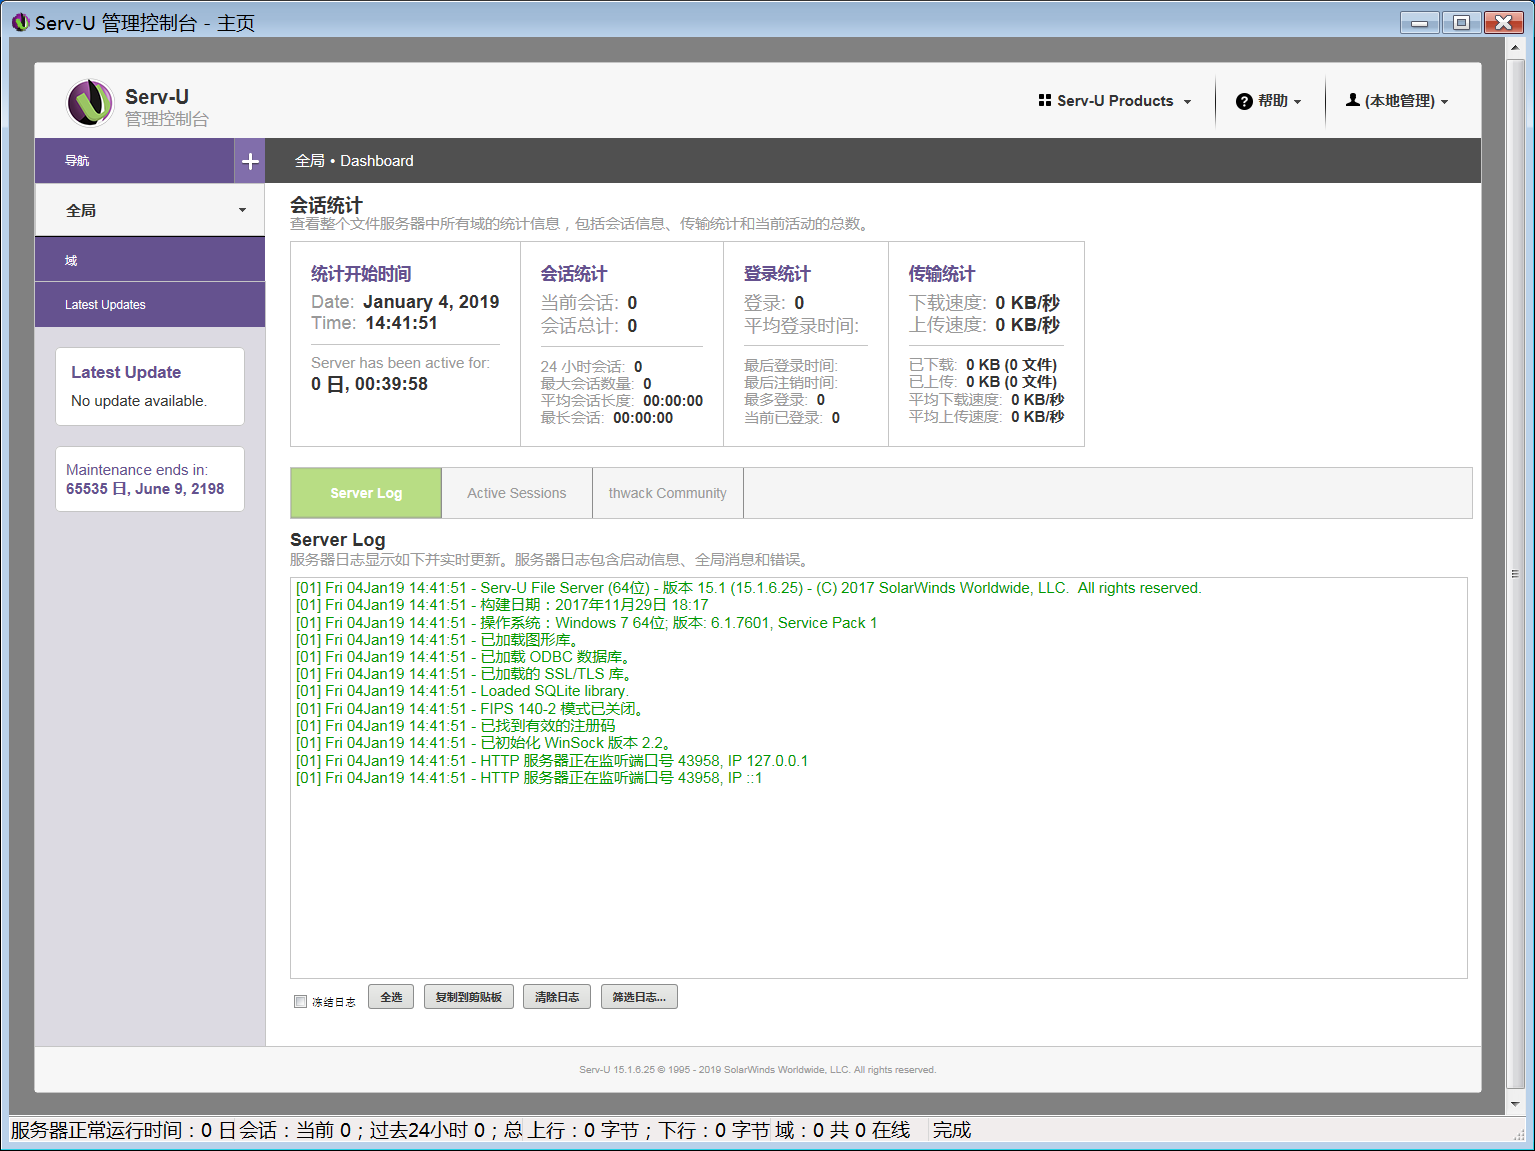 Serv-U 管理控制台 - 主页
Serv-U
管理控制台
Serv-U Products
帮助
(本地管理)
导航
全局 • Dashboard
全局
域
Latest Updates
Latest Update
No update available.
Maintenance ends in:
65535 日, June 9, 2198
会话统计
查看整个文件服务器中所有域的统计信息，包括会话信息、传输统计和当前活动的总数。
统计开始时间
Date: January 4, 2019
Time: 14:41:51
Server has been active for:
0 日, 00:39:58
会话统计
当前会话: 0
会话总计: 0
24 小时会话: 0
最大会话数量: 0
平均会话长度: 00:00:00
最长会话: 00:00:00
登录统计
登录: 0
平均登录时间:
最后登录时间:
最后注销时间:
最多登录: 0
当前已登录: 0
传输统计
下载速度: 0 KB/秒
上传速度: 0 KB/秒
已下载: 0 KB (0 文件)
已上传: 0 KB (0 文件)
平均下载速度: 0 KB/秒
平均上传速度: 0 KB/秒
Server Log
Active Sessions
thwack Community
Server Log
服务器日志显示如下并实时更新。服务器日志包含启动信息、全局消息和错误。
[01] Fri 04Jan19 14:41:51 - Serv-U File Server (64位) - 版本 15.1 (15.1.6.25) - (C) 2017 SolarWinds Worldwide, LLC.  All rights reserved.
[01] Fri 04Jan19 14:41:51 - 构建日期：2017年11月29日 18:17
[01] Fri 04Jan19 14:41:51 - 操作系统：Windows 7 64位; 版本: 6.1.7601, Service Pack 1
[01] Fri 04Jan19 14:41:51 - 已加载图形库。
[01] Fri 04Jan19 14:41:51 - 已加载 ODBC 数据库。
[01] Fri 04Jan19 14:41:51 - 已加载的 SSL/TLS 库。
[01] Fri 04Jan19 14:41:51 - Loaded SQLite library.
[01] Fri 04Jan19 14:41:51 - FIPS 140-2 模式已关闭。
[01] Fri 04Jan19 14:41:51 - 已找到有效的注册码
[01] Fri 04Jan19 14:41:51 - 已初始化 WinSock 版本 2.2。
[01] Fri 04Jan19 14:41:51 - HTTP 服务器正在监听端口号 43958, IP 127.0.0.1
[01] Fri 04Jan19 14:41:51 - HTTP 服务器正在监听端口号 43958, IP ::1
冻结日志
全选
复制到剪贴板
清除日志
筛选日志...
Serv-U 15.1.6.25 © 1995 - 2019 SolarWinds Worldwide, LLC. All rights reserved.
服务器正常运行时间：0 日 会话：当前 0；过去24小时 0；总 上行：0 字节；下行：0 字节 域：0 共 0 在线 完成